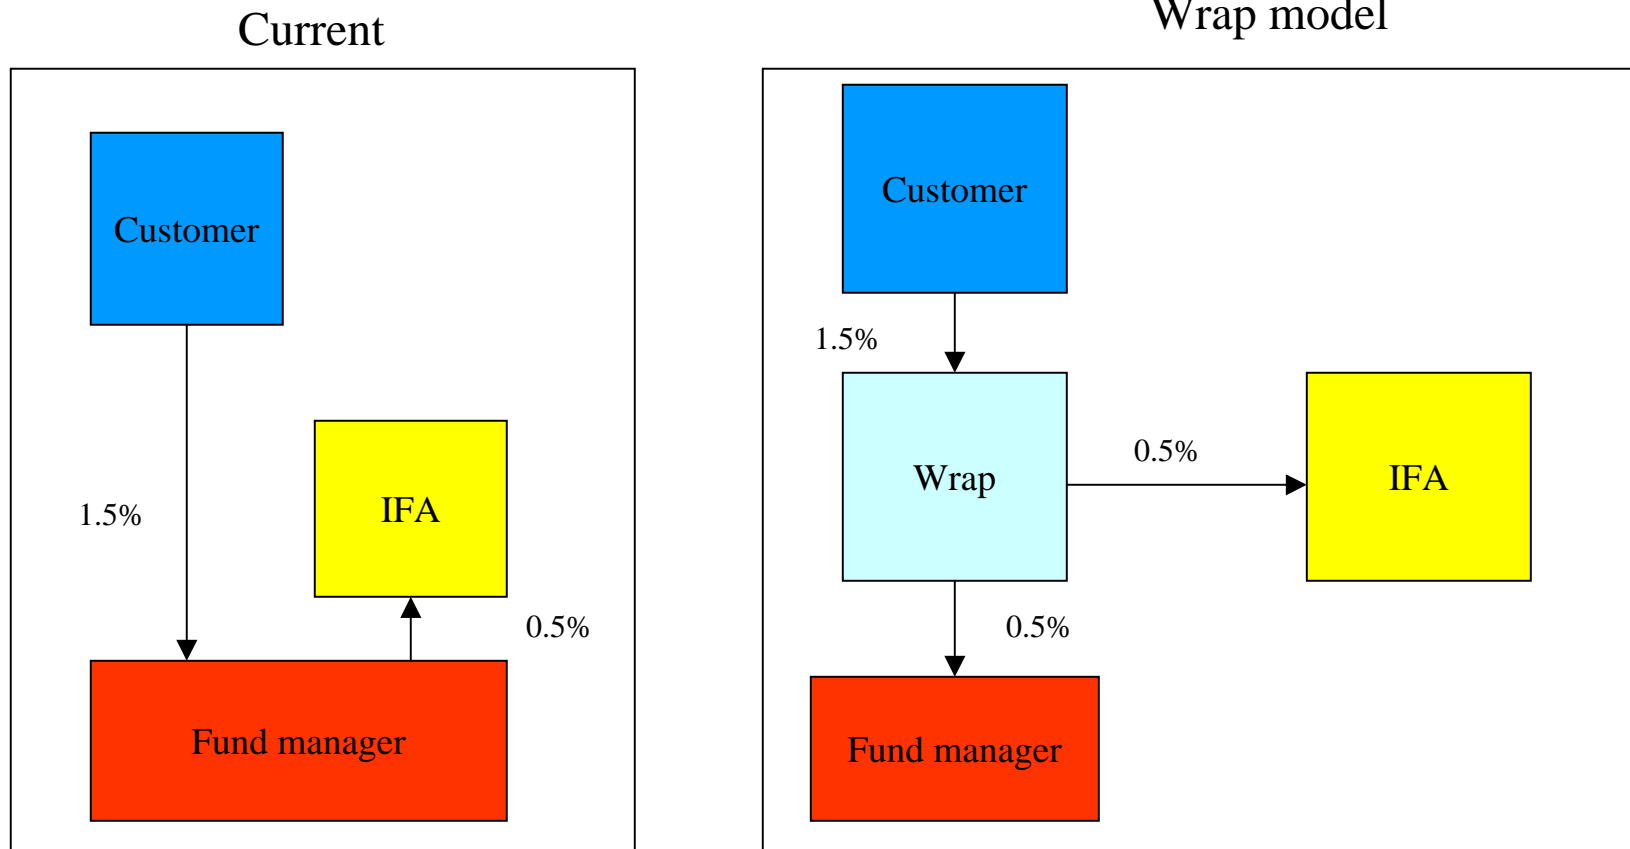 Current
Customer
1.5%
IFA
0.5%
Fund manager
Wrap model
Customer
1.5%
Wrap
0.5%
IFA
0.5%
Fund manager